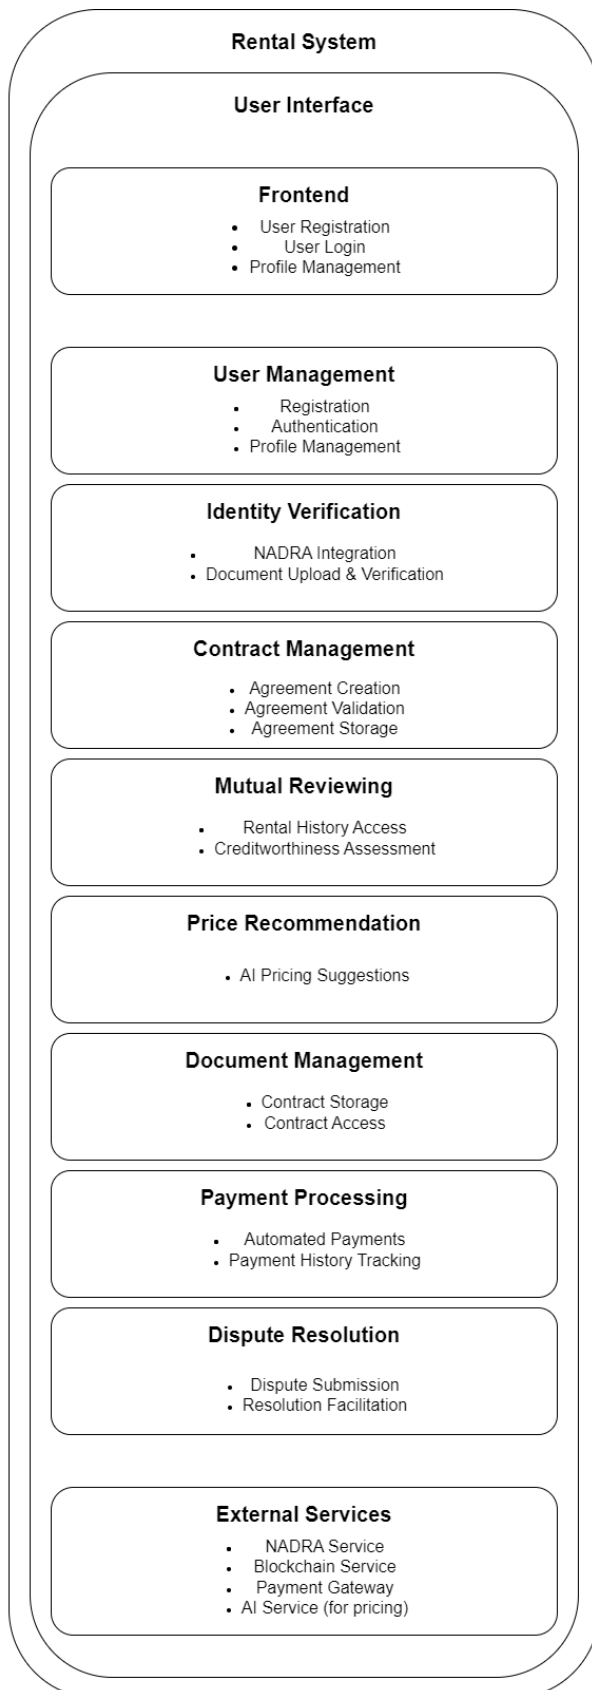 Rental System
User Interface
Frontend
• User Registration
• User Login
• Profile Management
User Management
• Registration
• Authentication
• Profile Management
Identity Verification
• NADRA Integration
• Document Upload & Verification
Contract Management
• Agreement Creation
• Agreement Validation
• Agreement Storage
Mutual Reviewing
• Rental History Access
• Creditworthiness Assessment
Price Recommendation
• AI Pricing Suggestions
Document Management
• Contract Storage
• Contract Access
Payment Processing
• Automated Payments
• Payment History Tracking
Dispute Resolution
• Dispute Submission
• Resolution Facilitation
External Services
• NADRA Service
• Blockchain Service
• Payment Gateway
• AI Service (for pricing)